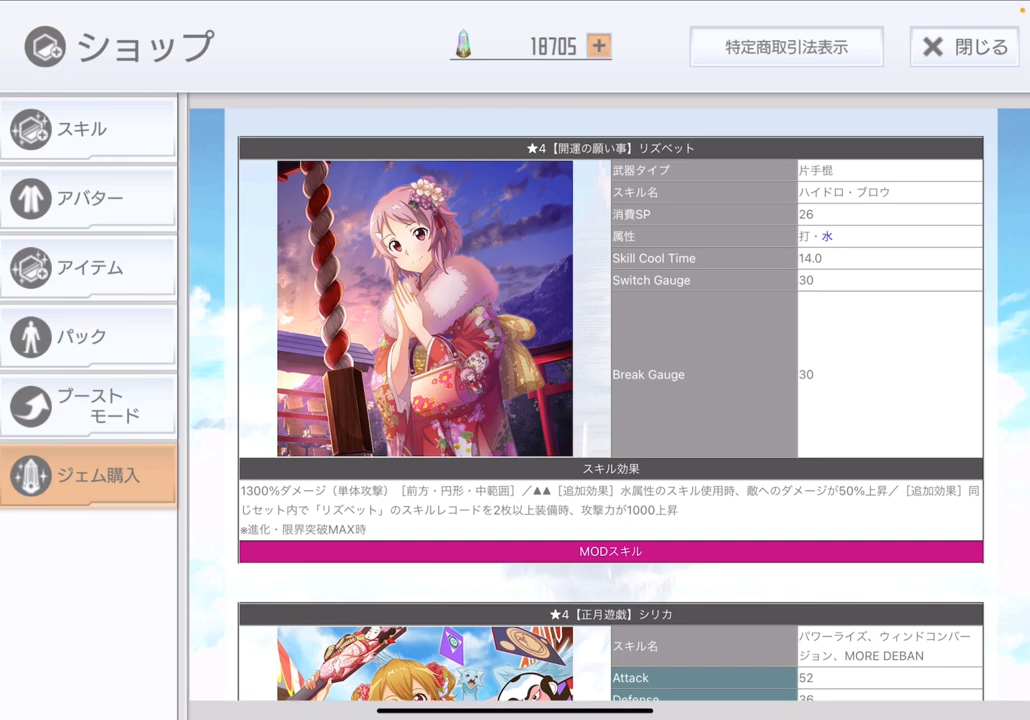 ショップ
18705
特定商取引法表示
閉じる
スキル
アバター
アイテム
パック
ブースト
モード
ジェム購入
★4【開運の願い事】リズベット
武器タイプ 片手棍
スキル名 ハイドロ・ブロウ
消費SP 26
属性 打・水
Skill Cool Time 14.0
Switch Gauge 30
Break Gauge 30
スキル効果
1300%ダメージ（単体攻撃）［前方・円形・中範囲］／▲▲［追加効果］水属性のスキル使用時、敵へのダメージが50%上昇／［追加効果］同
じセット内で「リズベット」のスキルレコードを2枚以上装備時、攻撃力が1000上昇
※進化・限界突破MAX時
MODスキル
★4【正月遊戯】シリカ
スキル名 パワーライズ、ウィンドコンバー
ジョン、MORE DEBAN
Attack 52
Defense 36